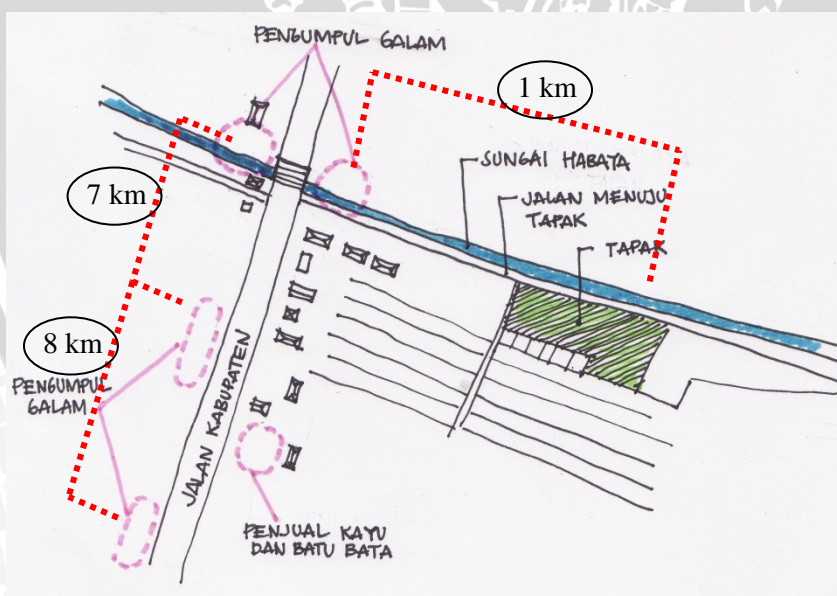 PENGUMPUL GALAM
1 km
SUNGAI HABATA
JALAN MENUJU
TAPAK
TAPAK
7 km
8 km
PENGUMPUL
GALAM
JALAN KABUPATEN
PENJUAL KAYU
DAN BATU BATA